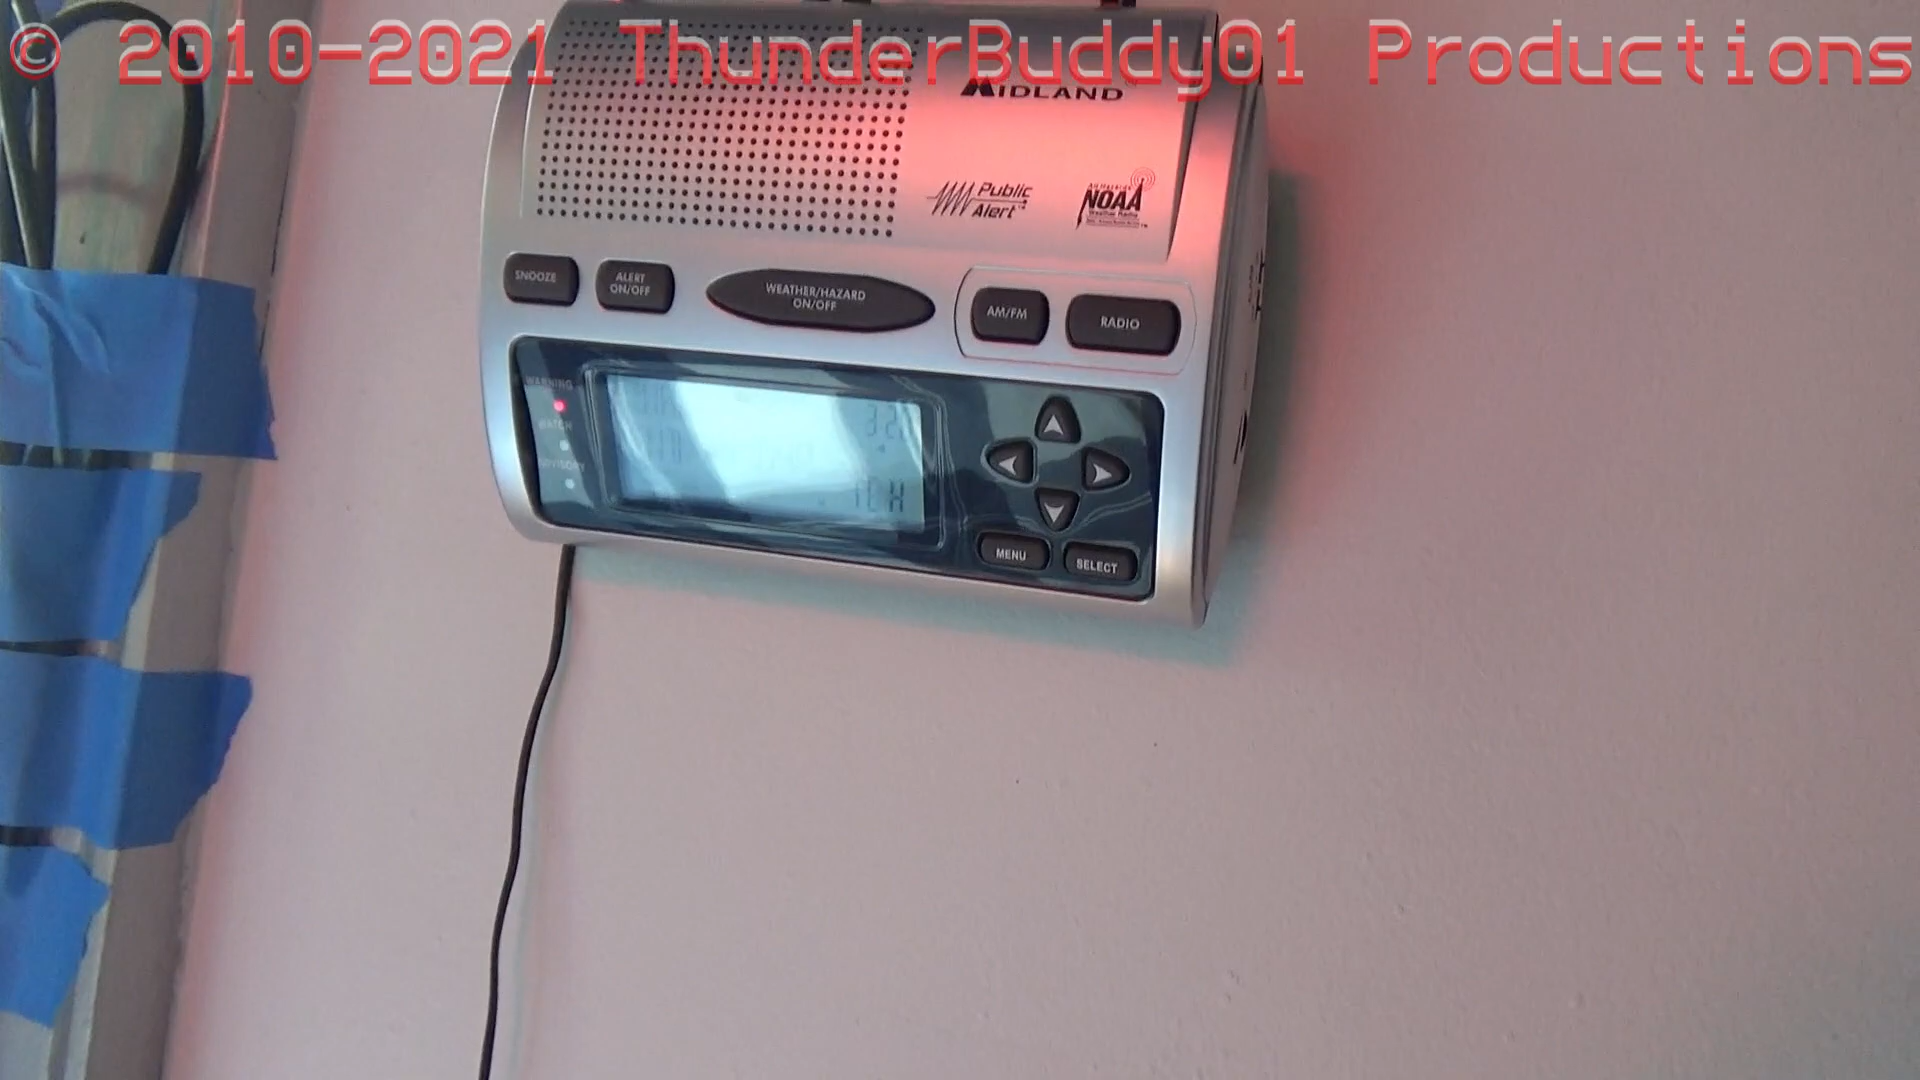 © 2010-2021 ThunderBuddy01 Productions
MIDLAND
Public
Alert™
NOAA
Weather Radio
SNOOZE
ALERT
ON/OFF
WEATHER/HAZARD
ON/OFF
AM/FM
RADIO
WARNING
WATCH
ADVISORY
MENU
SELECT